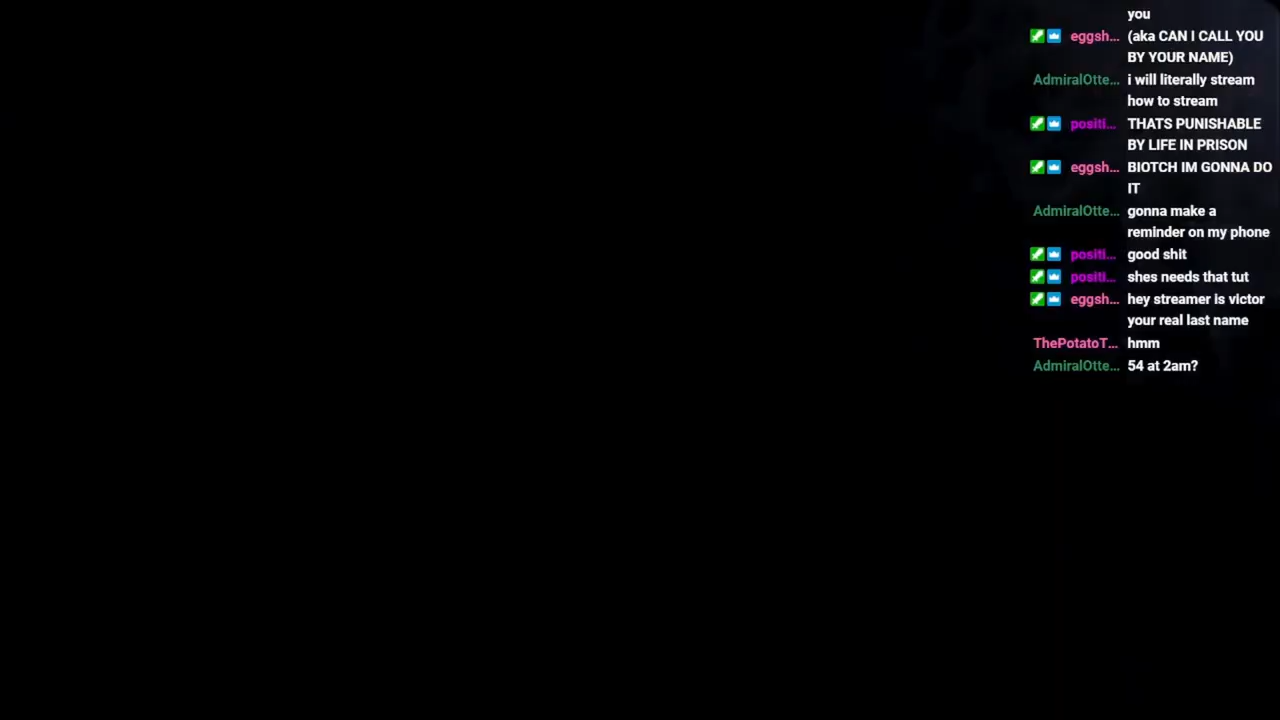 you
eggsh... (aka CAN I CALL YOU
BY YOUR NAME)
AdmiralOtte... i will literally stream
how to stream
positi... THATS PUNISHABLE
BY LIFE IN PRISON
eggsh... BIOTCH IM GONNA DO
IT
AdmiralOtte... gonna make a
reminder on my phone
positi... good shit
positi... shes needs that tut
eggsh... hey streamer is victor
your real last name
ThePotatoT... hmm
AdmiralOtte... 54 at 2am?